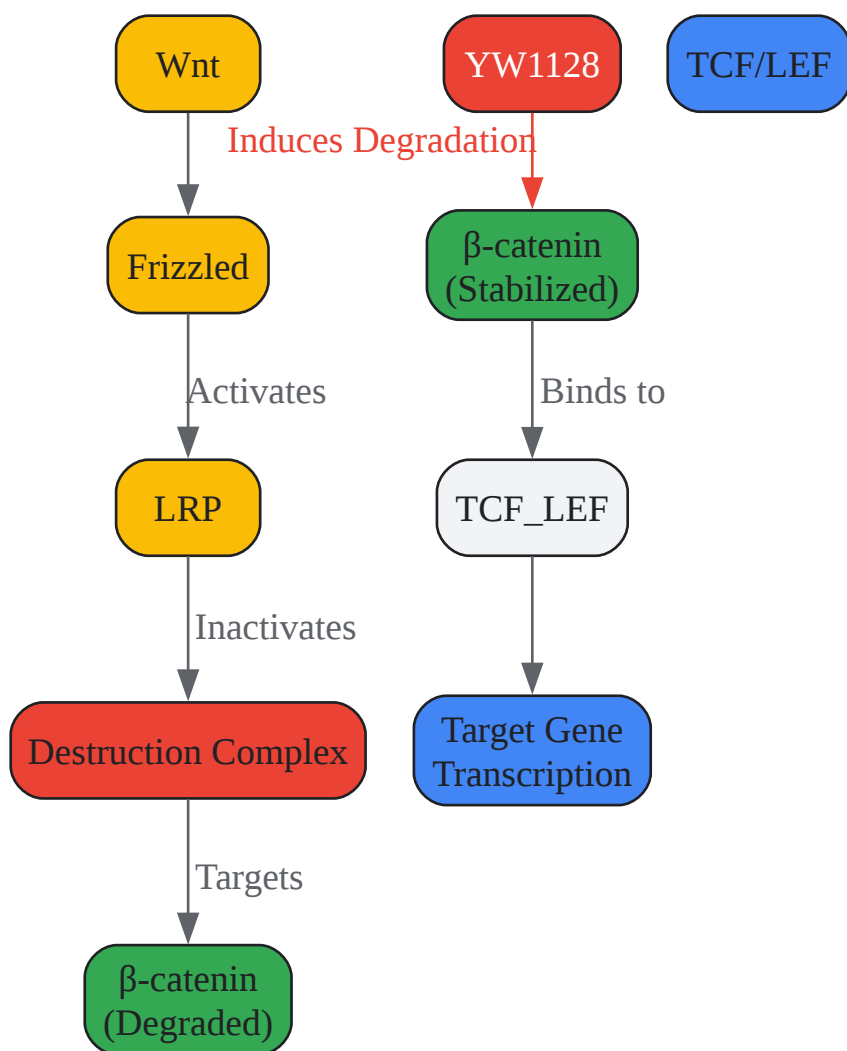 Wnt
YW1128
TCF/LEF
Induces Degradation
Frizzled
β-catenin
(Stabilized)
Activates
Binds to
LRP
TCF_LEF
Inactivates
Destruction Complex
Target Gene
Transcription
Targets
β-catenin
(Degraded)